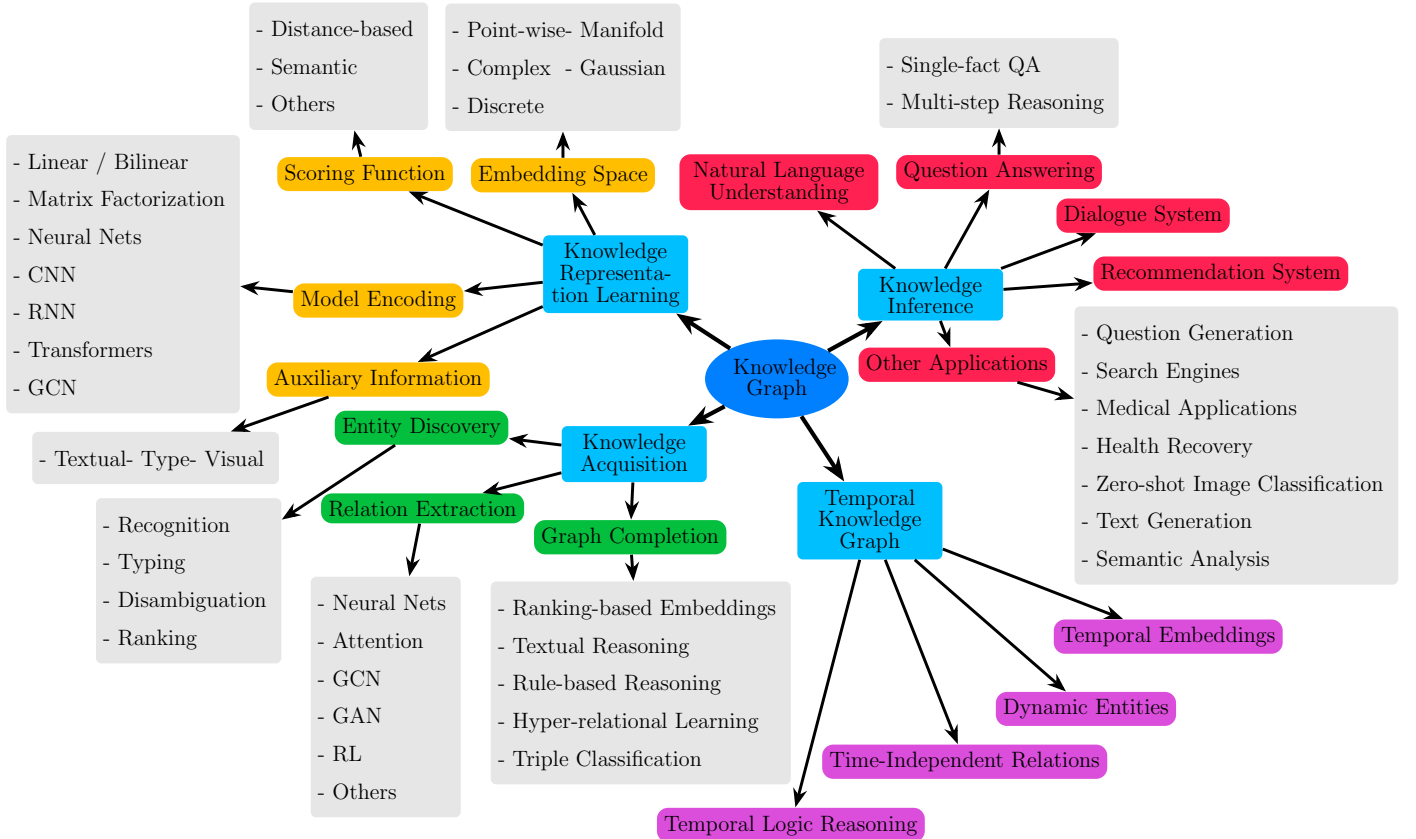 - Distance-based
- Semantic
- Others
- Point-wise- Manifold
- Complex - Gaussian
- Discrete
- Single-fact QA
- Multi-step Reasoning
- Linear / Bilinear
- Matrix Factorization
- Neural Nets
- CNN
- RNN
- Transformers
- GCN
Scoring Function
Embedding Space
Natural Language
Understanding
Question Answering
Dialogue System
Recommendation System
Knowledge
Representa-
tion Learning
Model Encoding
Knowledge
Inference
Auxiliary Information
Knowledge
Graph
Other Applications
- Question Generation
- Search Engines
- Medical Applications
- Health Recovery
- Zero-shot Image Classification
- Text Generation
- Semantic Analysis
- Textual- Type- Visual
Entity Discovery
Knowledge
Acquisition
Relation Extraction
Graph Completion
Temporal
Knowledge
Graph
- Recognition
- Typing
- Disambiguation
- Ranking
- Neural Nets
- Attention
- GCN
- GAN
- RL
- Others
- Ranking-based Embeddings
- Textual Reasoning
- Rule-based Reasoning
- Hyper-relational Learning
- Triple Classification
Temporal Embeddings
Dynamic Entities
Time-Independent Relations
Temporal Logic Reasoning